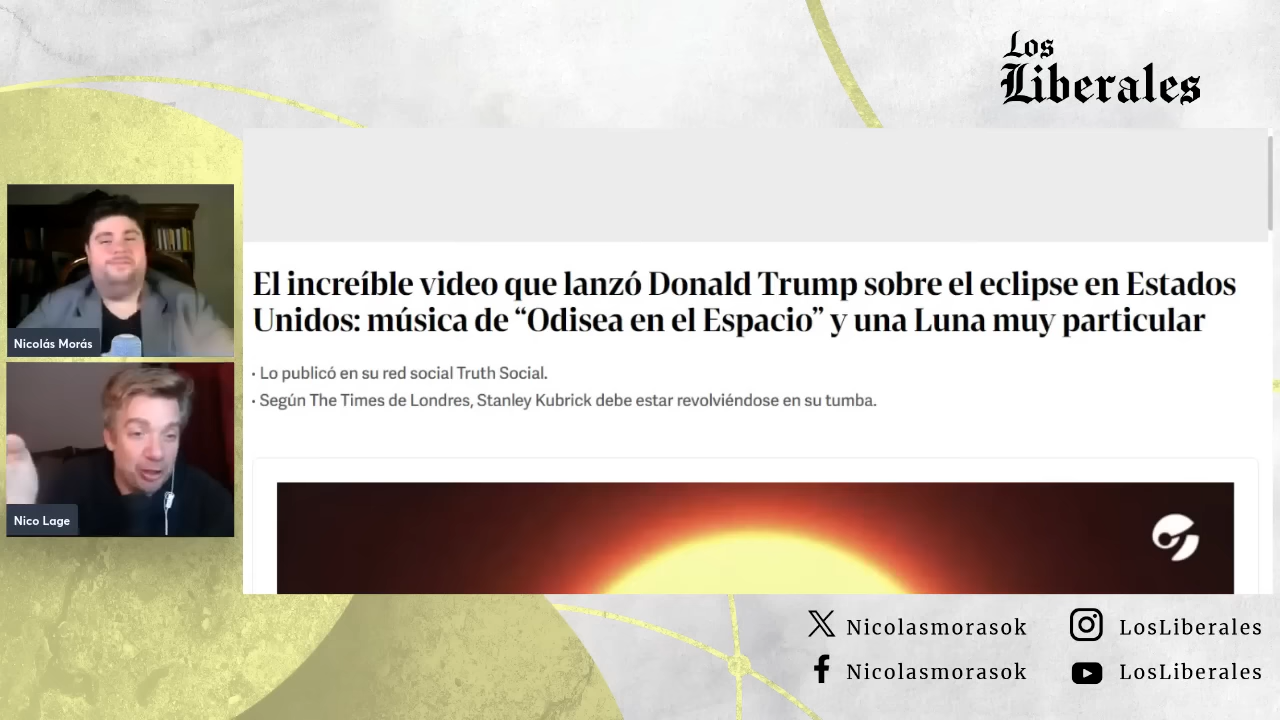 Los
Liberales
Nicolás Morás
Nico Lage
El increíble video que lanzó Donald Trump sobre el eclipse en Estados
Unidos: música de “Odisea en el Espacio” y una Luna muy particular
· Lo publicó en su red social Truth Social.
· Según The Times de Londres, Stanley Kubrick debe estar revolviéndose en su tumba.
Nicolasmorasok
LosLiberales
Nicolasmorasok
LosLiberales